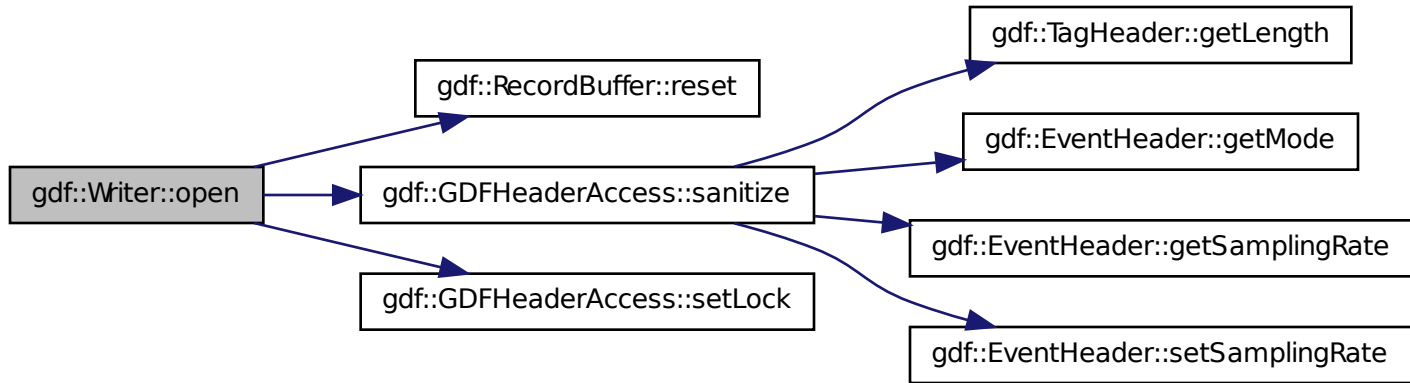 gdf::Writer::open
gdf::RecordBuffer::reset
gdf::GDFHeaderAccess::sanitize
gdf::GDFHeaderAccess::setLock
gdf::TagHeader::getLength
gdf::EventHeader::getMode
gdf::EventHeader::getSamplingRate
gdf::EventHeader::setSamplingRate